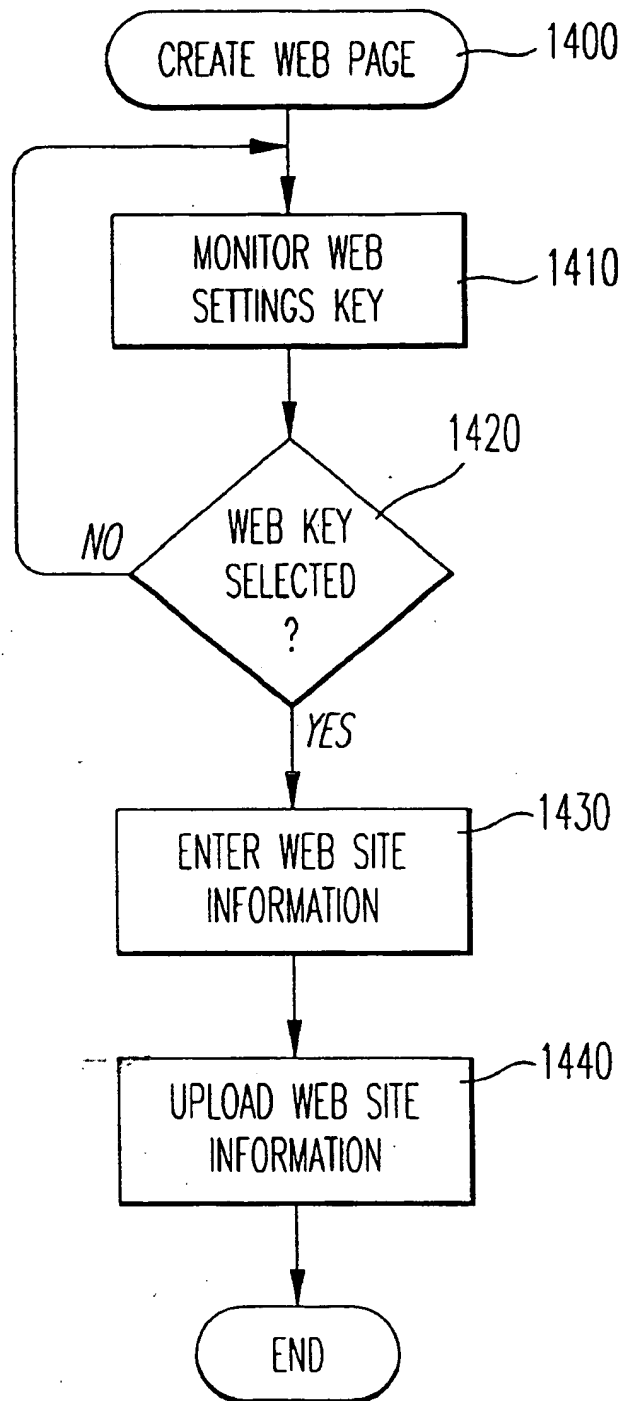 CREATE WEB PAGE
1400
MONITOR WEB
SETTINGS KEY
1410
1420
WEB KEY
SELECTED
?
NO
YES
1430
ENTER WEB SITE
INFORMATION
1440
UPLOAD WEB SITE
INFORMATION
END